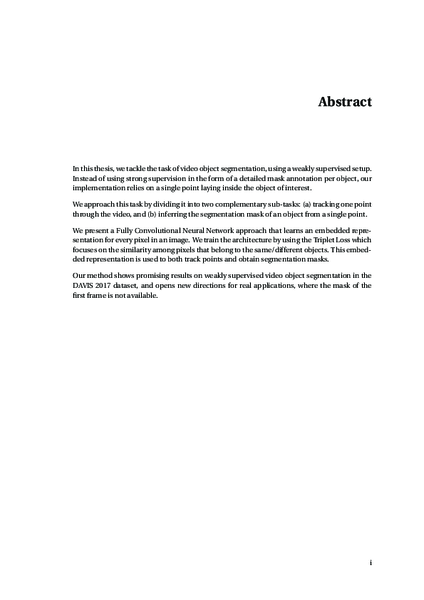 Abstract
In this thesis, we tackle the task of video object segmentation, using a weakly supervised setup.
Instead of using strong supervision in the form of a detailed mask annotation per object, our
implementation relies on a single point laying inside the object of interest.
We approach this task by dividing it into two complementary sub-tasks: (a) tracking one point
through the video, and (b) inferring the segmentation mask of an object from a single point.
We present a Fully Convolutional Neural Network approach that learns an embedded repre-
sentation for every pixel in an image. We train the architecture by using the Triplet Loss which
focuses on the similarity among pixels that belong to the same/different objects. This embed-
ded representation is used to both track points and obtain segmentation masks.
Our method shows promising results on weakly supervised video object segmentation in the
DAVIS 2017 dataset, and opens new directions for real applications, where the mask of the
first frame is not available.
i